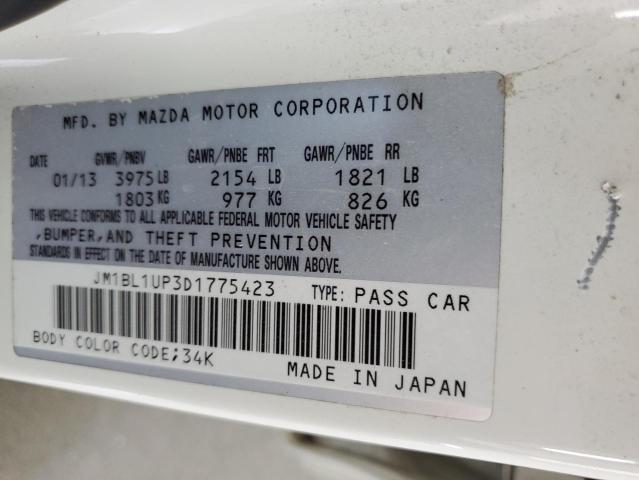 MFD. BY MAZDA MOTOR CORPORATION
DATE GVWR/PNBV GAWR/PNBE FRT GAWR/PNBE RR
01/13 3975 LB 2154 LB 1821 LB
1803 KG 977 KG 826 KG
THIS VEHICLE CONFORMS TO ALL APPLICABLE FEDERAL MOTOR VEHICLE SAFETY
,BUMPER,AND THEFT PREVENTION
STANDARDS IN EFFECT ON THE DATE OF MANUFACTURE SHOWN ABOVE.
JM1BL1UP3D1775423 TYPE: PASS CAR
BODY COLOR CODE;34K
MADE IN JAPAN